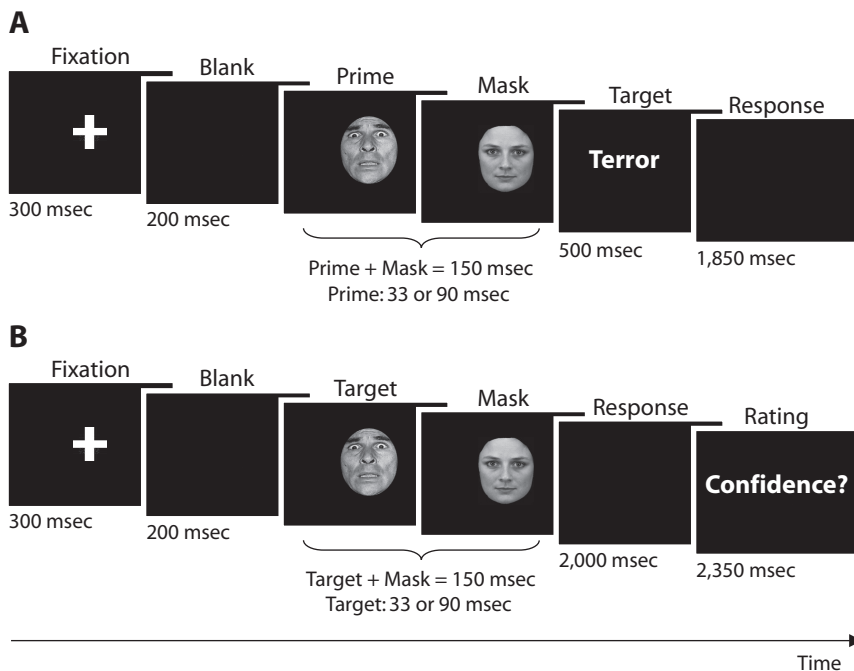 A
Fixation
Blank
Prime
Mask
Target
Response
Terror
300 msec
200 msec
500 msec
1,850 msec
Prime + Mask = 150 msec
Prime: 33 or 90 msec
B
Fixation
Blank
Target
Mask
Response
Rating
Confidence?
300 msec
200 msec
2,000 msec
2,350 msec
Target + Mask = 150 msec
Target: 33 or 90 msec
Time